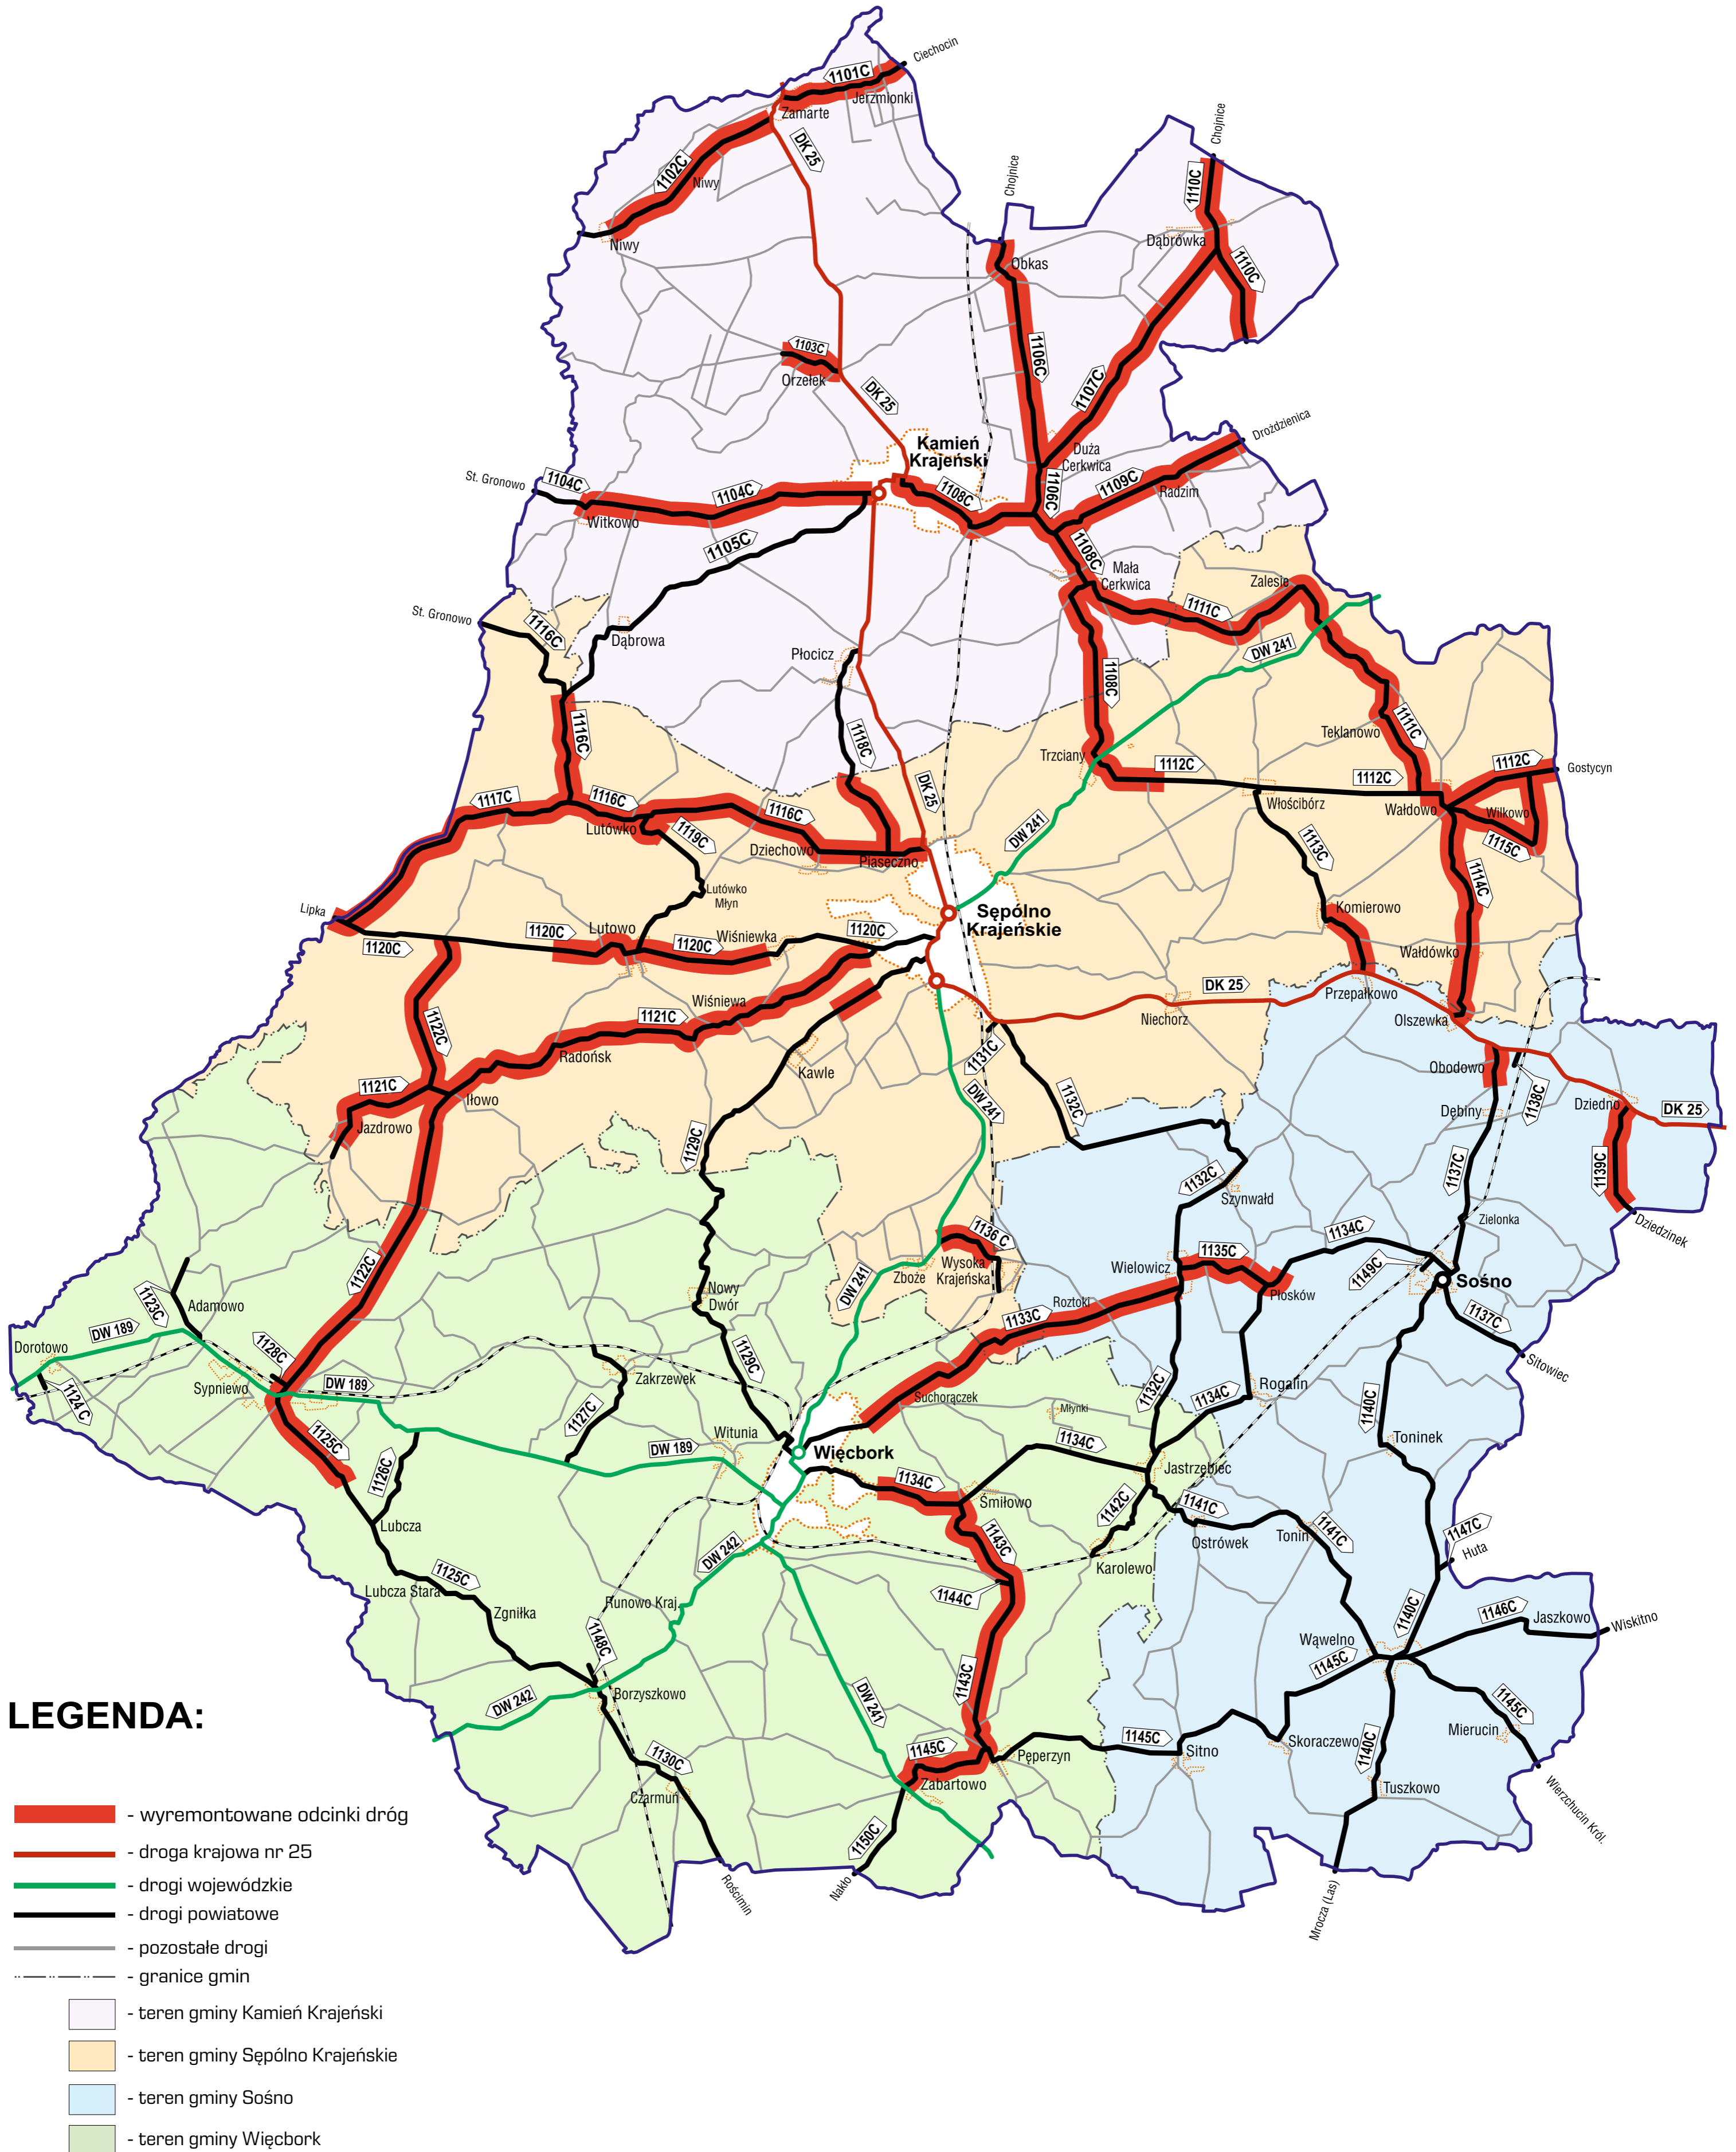 Ciechocin
1101C
Jerzmionki
Zamarte
DK 25
Chojnice
1102C
Niwy
Chojnice
1110C
Niwy
Dąbrówka
Obkas
1110C
1103C
Orzełek
1106C
DK 25
1107C
Drożdzienica
Kamień
Krajeński
Duża
Cerkwica
St. Gronowo
1104C
1104C
1108C
1106C
1109C
Radzim
Witkowo
1105C
1108C
Mała
Cerkwica
Zalesie
St. Gronowo
1116C
1111C
Dąbrowa
Płocicz
DW 241
1108C
1116C
1118C
Teklanowo
1111C
Trzciany
1112C
1112C
1112C
Gostycyn
DK 25
1117C
1116C
1116C
Włościbórz
Wałdowo
Wilkowo
Lutówko
1119C
DW 241
Dziechowo
Piaseczno
1113C
1115C
Lutówko
Młyn
1114C
Lipka
Sępólno
Krajeńskie
Komierowo
1120C
1120C
Lutowo
1120C
Wiśniewka
1120C
Wałdówko
DK 25
Przepałkowo
Wiśniewa
1121C
Niechorz
Olszewka
1122C
Radońsk
1131C
Kawle
Obodowo
1138C
1121C
Iłowo
DW 241
1132C
Dębiny
Dziedno
DK 25
Jazdrowo
1129C
1137C
1139C
1132C
Szynwałd
Zielonka
Dziedzinek
1136 C
1134C
1122C
Zboże
Wysoka
Krajeńska
Wielowicz
1135C
1149C
Sośno
1123C
Adamowo
Nowy
Dwór
DW 241
Płosków
DW 189
1133C
Roztoki
1137C
Dorotowo
1128C
1129C
Sitowiec
1124 C
Sypniewo
DW 189
Zakrzewek
1132C
Rogalin
Suchorączek
1134C
1140C
1127C
Młynki
1125C
Witunia
DW 189
Więcbork
1134C
Toninek
1126C
1134C
Jastrzębiec
Śmiłowo
1142C
1141C
Lubcza
Ostrówek
Tonin
1141C
1147C
Huta
DW 242
1143C
Karolewo
1125C
Lubcza Stara
1144C
Zgniłka
Runowo Kraj.
1140C
1146C
Jaszkowo
Wiskitno
1148C
Wąwelno
1145C
1143C
DW 242
Borzyszkowo
DW 241
1145C
Mierucin
1145C
1145C
Skoraczewo
1140C
Pęperzyn
Sitno
1130C
Zabartowo
Tuszkowo
Czarmuń
Wierzchucin Król.
1150C
Nakło
Rościmin
Mrocza (Las)
LEGENDA:
- wyremontowane odcinki dróg
- droga krajowa nr 25
- drogi wojewódzkie
- drogi powiatowe
- pozostałe drogi
- granice gmin
- teren gminy Kamień Krajeński
- teren gminy Sępólno Krajeńskie
- teren gminy Sośno
- teren gminy Więcbork